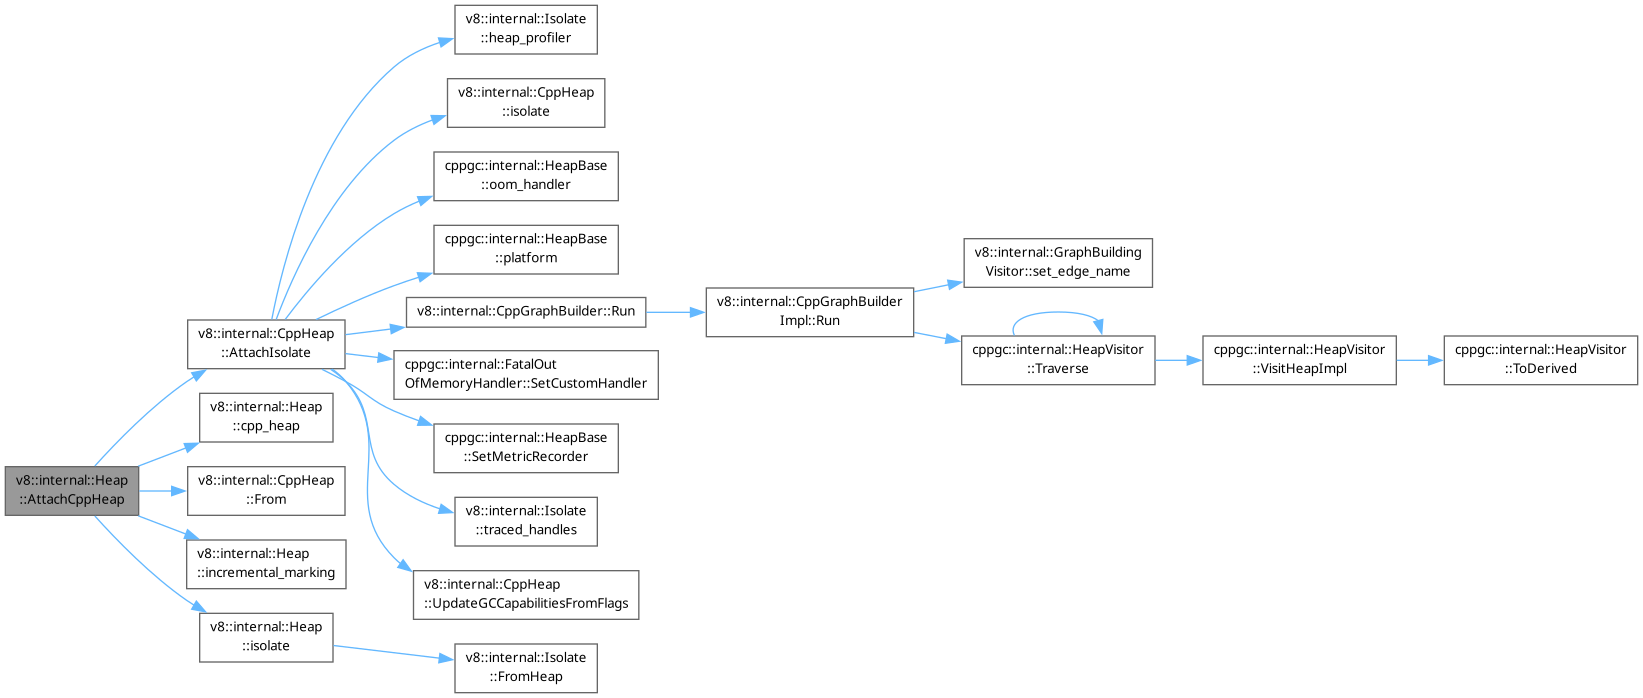 v8::internal::Isolate
::heap_profiler
v8::internal::CppHeap
::isolate
cppgc::internal::HeapBase
::oom_handler
cppgc::internal::HeapBase
::platform
v8::internal::GraphBuilding
Visitor::set_edge_name
v8::internal::CppGraphBuilder::Run
v8::internal::CppGraphBuilder
Impl::Run
v8::internal::CppHeap
::AttachIsolate
cppgc::internal::HeapVisitor
::Traverse
cppgc::internal::HeapVisitor
::VisitHeapImpl
cppgc::internal::HeapVisitor
::ToDerived
cppgc::internal::FatalOut
OfMemoryHandler::SetCustomHandler
v8::internal::Heap
::cpp_heap
cppgc::internal::HeapBase
::SetMetricRecorder
v8::internal::Heap
::AttachCppHeap
v8::internal::CppHeap
::From
v8::internal::Isolate
::traced_handles
v8::internal::Heap
::incremental_marking
v8::internal::CppHeap
::UpdateGCCapabilitiesFromFlags
v8::internal::Heap
::isolate
v8::internal::Isolate
::FromHeap